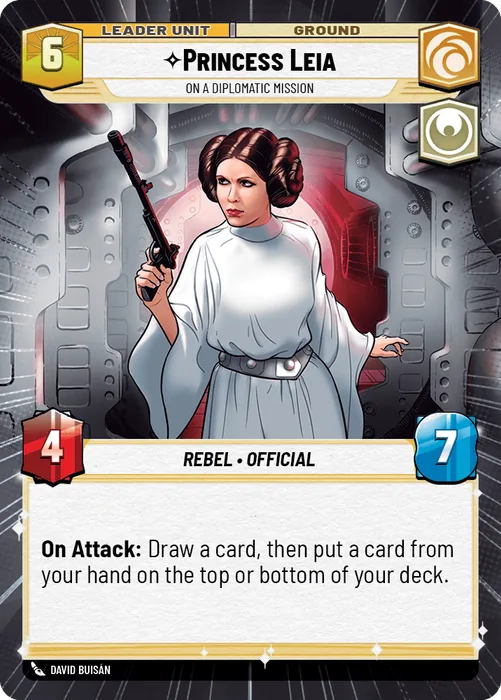 LEADER UNIT
GROUND
6
✧PRINCESS LEIA
ON A DIPLOMATIC MISSION
4
REBEL • OFFICIAL
7
On Attack: Draw a card, then put a card from
your hand on the top or bottom of your deck.
DAVID BUISÁN